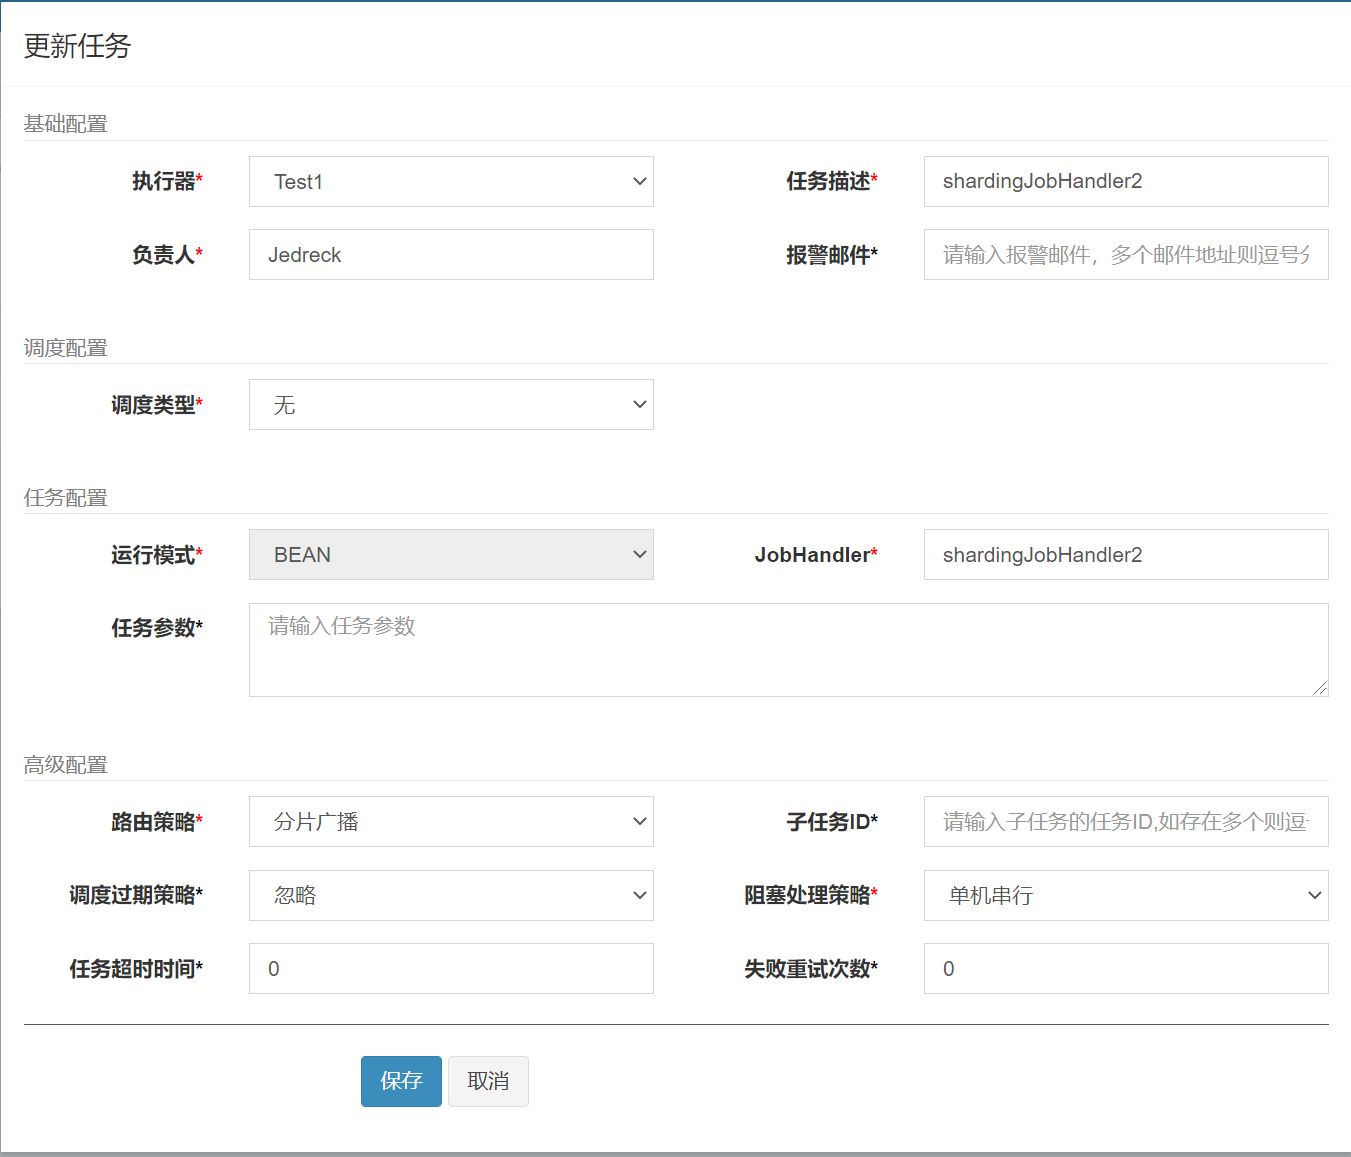 更新任务
基础配置
执行器* Test1 任务描述* shardingJobHandler2
负责人* Jedreck 报警邮件* 请输入报警邮件，多个邮件地址则逗号分
调度配置
调度类型* 无
任务配置
运行模式* BEAN JobHandler* shardingJobHandler2
任务参数* 请输入任务参数
高级配置
路由策略* 分片广播 子任务ID* 请输入子任务的任务ID,如存在多个则逗
调度过期策略* 忽略 阻塞处理策略* 单机串行
任务超时时间* 0 失败重试次数* 0
保存 取消